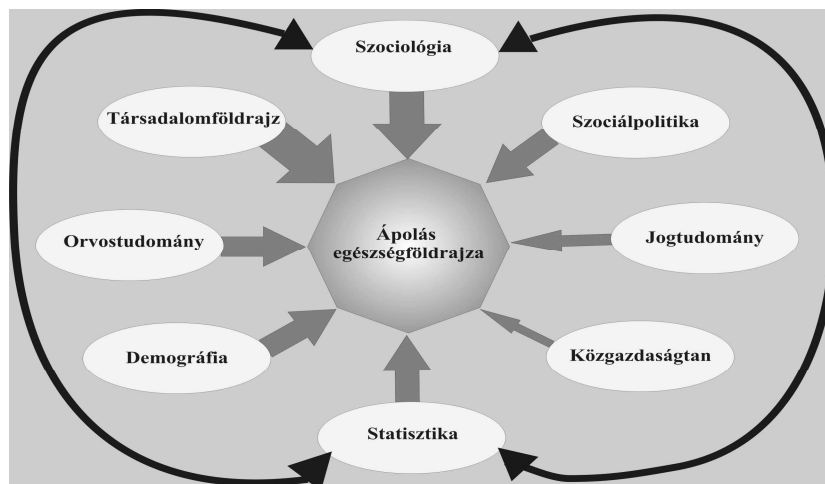 Szociológia
Társadalomföldrajz
Szociálpolitika
Orvostudomány
Ápolás
egészségföldrajza
Jogtudomány
Demográfia
Közgazdaságtan
Statisztika